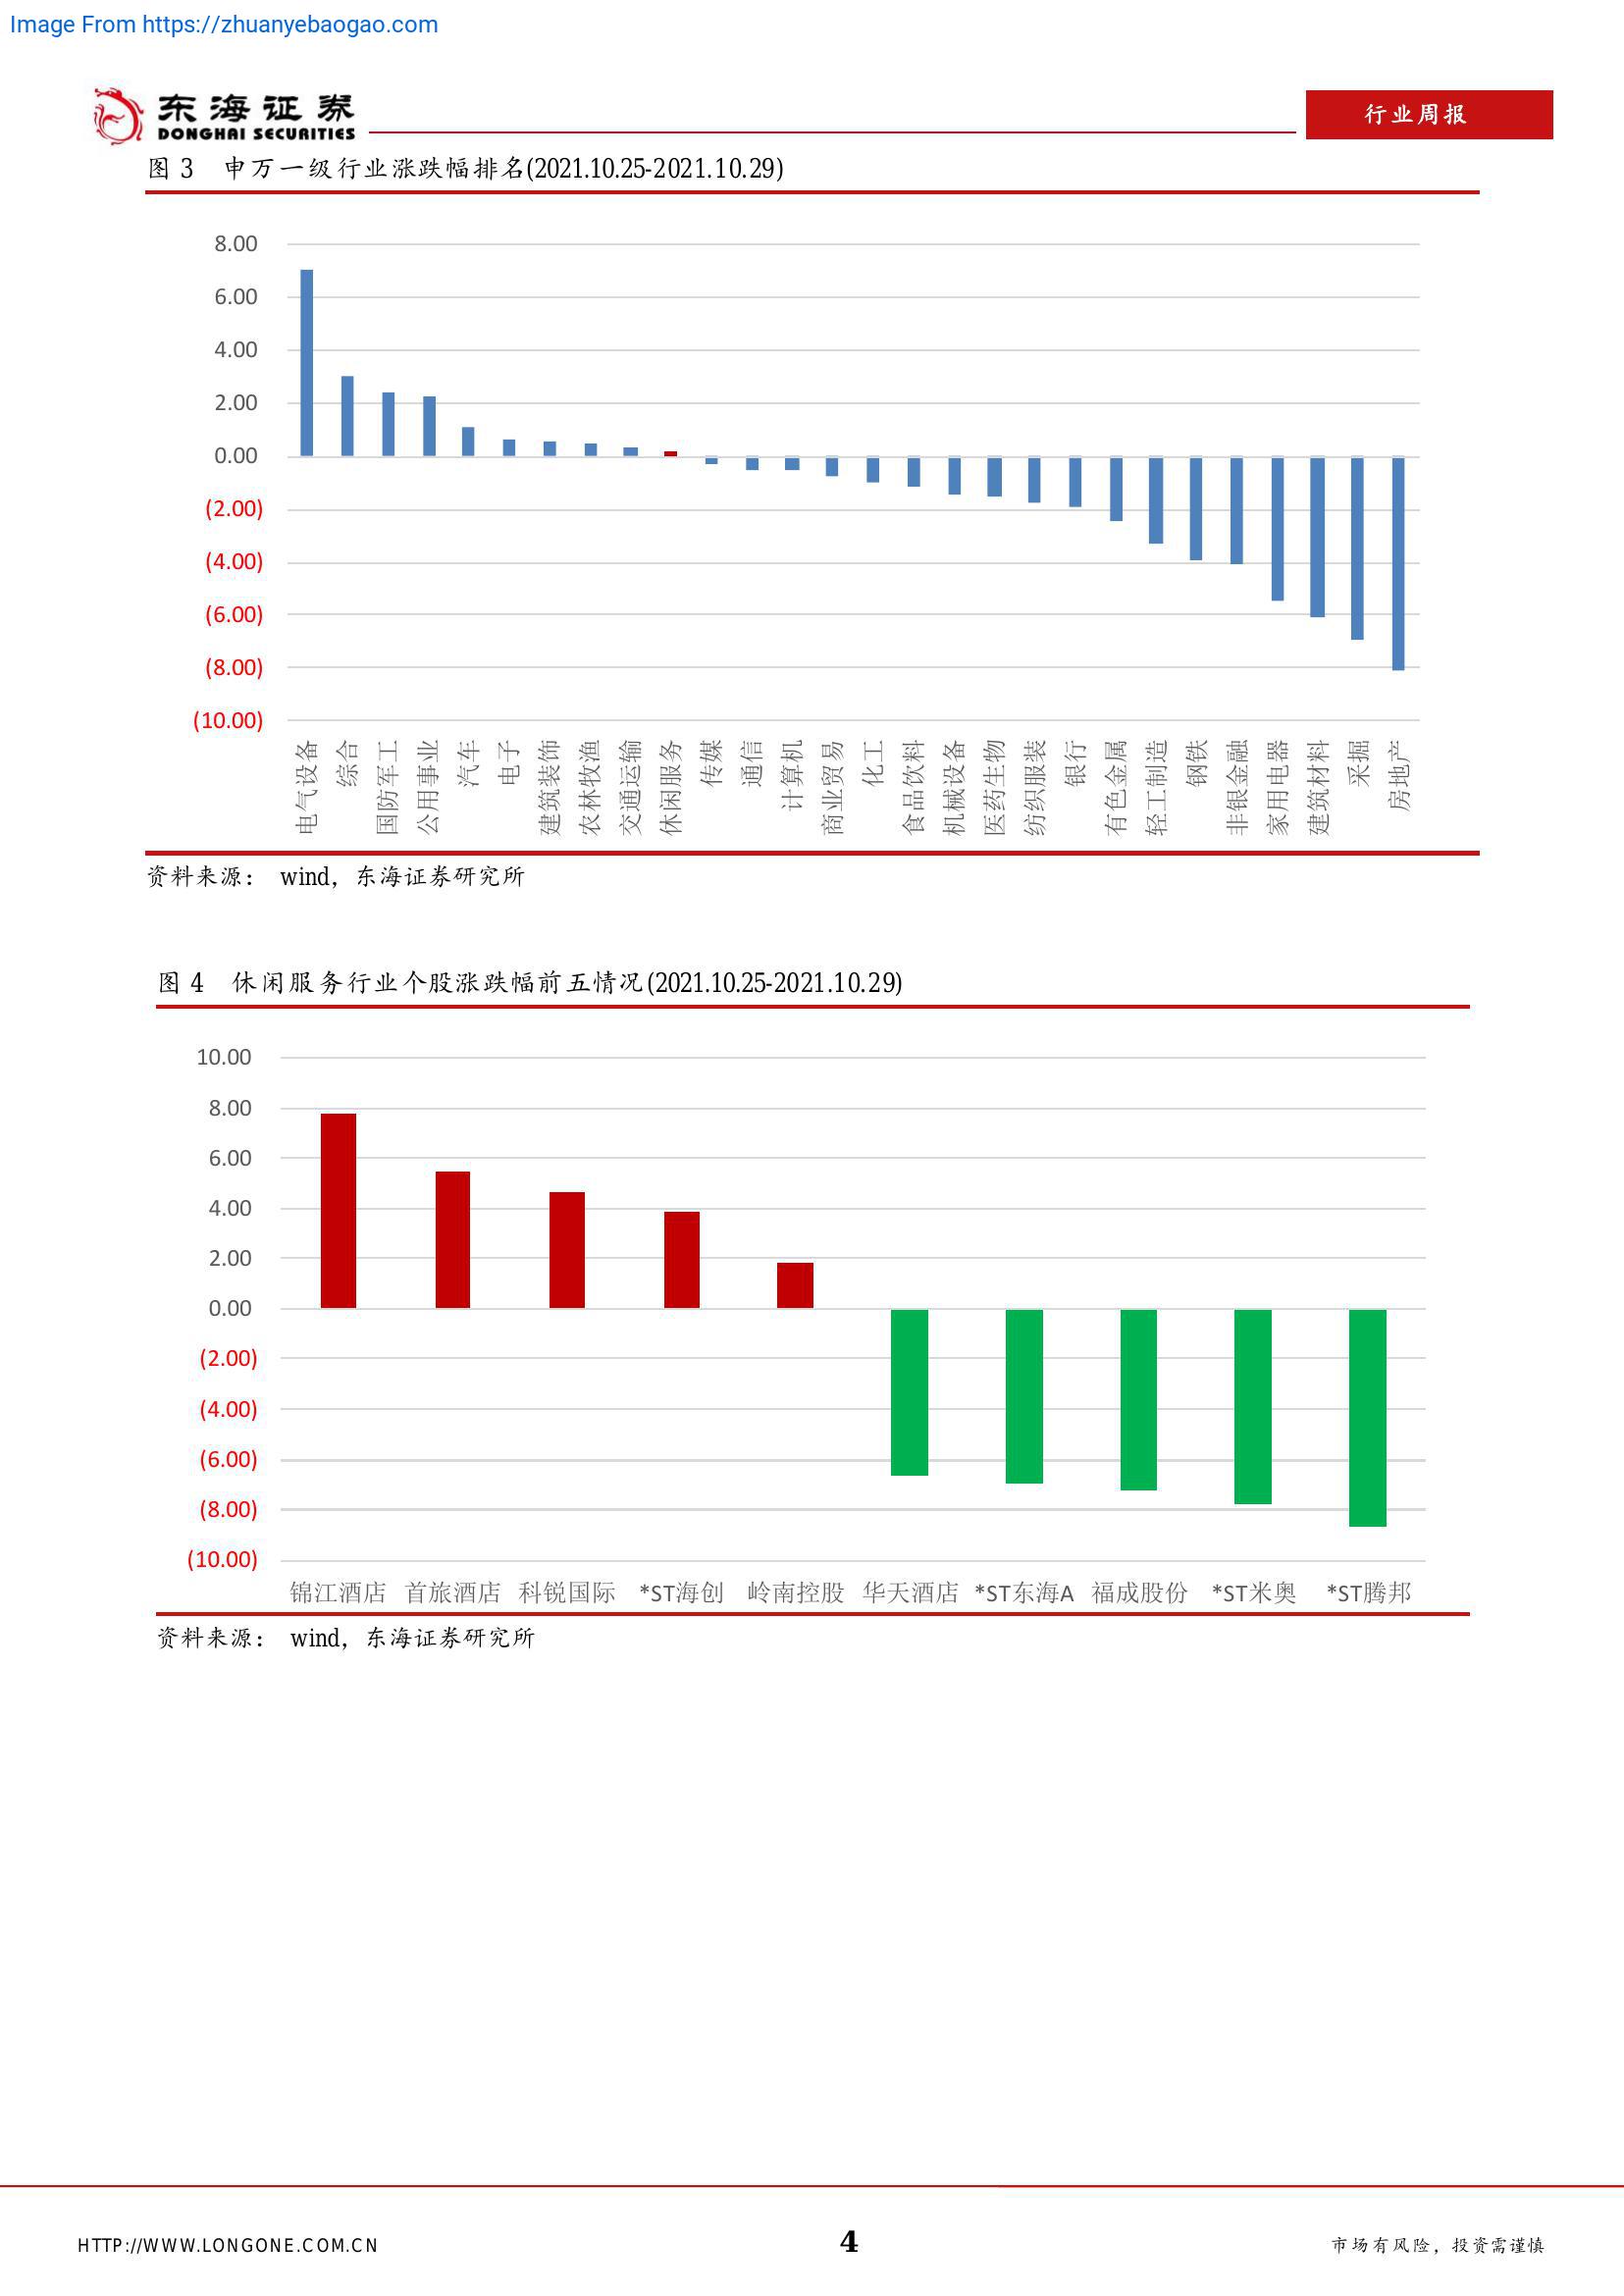 Image From https://zhuanyebaogao.com
东海证券
DONGHAI SECURITIES
行业周报
图 3 申万一级行业涨跌幅排名(2021.10.25-2021.10.29)
8.00
6.00
4.00
2.00
0.00
(2.00)
(4.00)
(6.00)
(8.00)
(10.00)
电气设备
综合
国防军工
公用事业
汽车
电子
建筑装饰
农林牧渔
交通运输
休闲服务
传媒
通信
计算机
商业贸易
化工
食品饮料
机械设备
医药生物
纺织服装
银行
有色金属
轻工制造
钢铁
非银金融
家用电器
建筑材料
采掘
房地产
资料来源： wind，东海证券研究所
图 4 休闲服务行业个股涨跌幅前五情况(2021.10.25-2021.10.29)
10.00
8.00
6.00
4.00
2.00
0.00
(2.00)
(4.00)
(6.00)
(8.00)
(10.00)
锦江酒店 首旅酒店 科锐国际 *ST海创 岭南控股 华天酒店 *ST东海A 福成股份 *ST米奥 *ST腾邦
资料来源： wind，东海证券研究所
HTTP://WWW.LONGONE.COM.CN 4 市场有风险，投资需谨慎